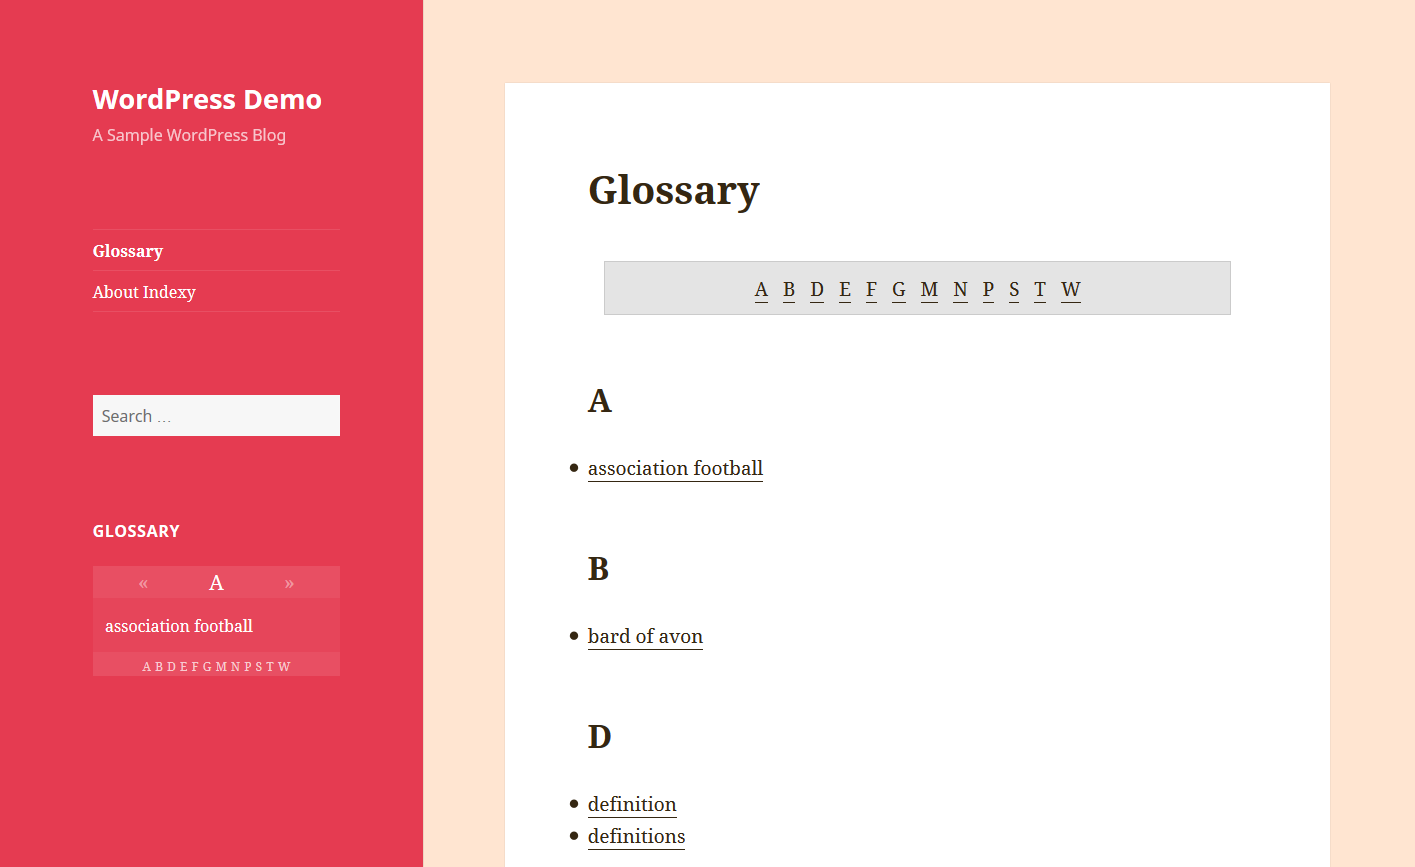 WordPress Demo
A Sample WordPress Blog
Glossary
About Indexy
Search …
GLOSSARY
« A »
association football
A B D E F G M N P S T W
Glossary
A B D E F G M N P S T W
A
• association football
B
• bard of avon
D
• definition
• definitions